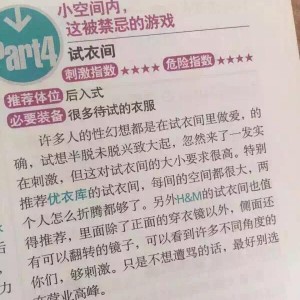 小空间内，
这被禁忌的游戏
Part4
试衣间
刺激指数 ★★★★ 危险指数 ★★★★
推荐体位 后入式
必要装备 很多待试的衣服
许多人的性幻想都是在试衣间里做爱，的
确，试想半脱未脱兴致大起，忽然来了一发实
在刺激，但这对试衣间的大小要求很高。特别
推荐优衣库的试衣间，每间的空间都很大，两
个人怎么折腾都够了。另外H&M的试衣间也值
得推荐，里面除了正面的穿衣镜以外，侧面还
有可以翻转的镜子，可以看到许多不同角度的
你们，够刺激。只是不想遭骂的话，最好别选
在营业高峰。